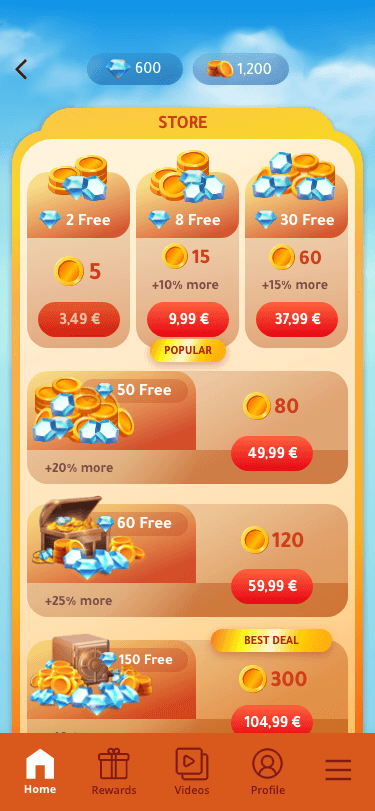 600
1,200
STORE
2 Free
8 Free
30 Free
5
15
60
+10% more
+15% more
3,49 €
9,99 €
37,99 €
POPULAR
50 Free
80
49,99 €
+20% more
60 Free
120
59,99 €
+25% more
BEST DEAL
150 Free
300
104,99 €
Home
Rewards
Videos
Profile